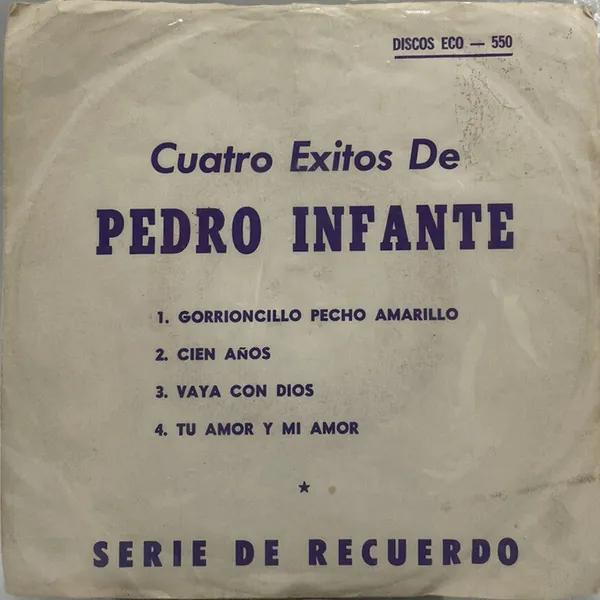 DISCOS ECO — 550
Cuatro Exitos De
PEDRO INFANTE
1. GORRIONCILLO PECHO AMARILLO
2. CIEN AÑOS
3. VAYA CON DIOS
4. TU AMOR Y MI AMOR
★
SERIE DE RECUERDO